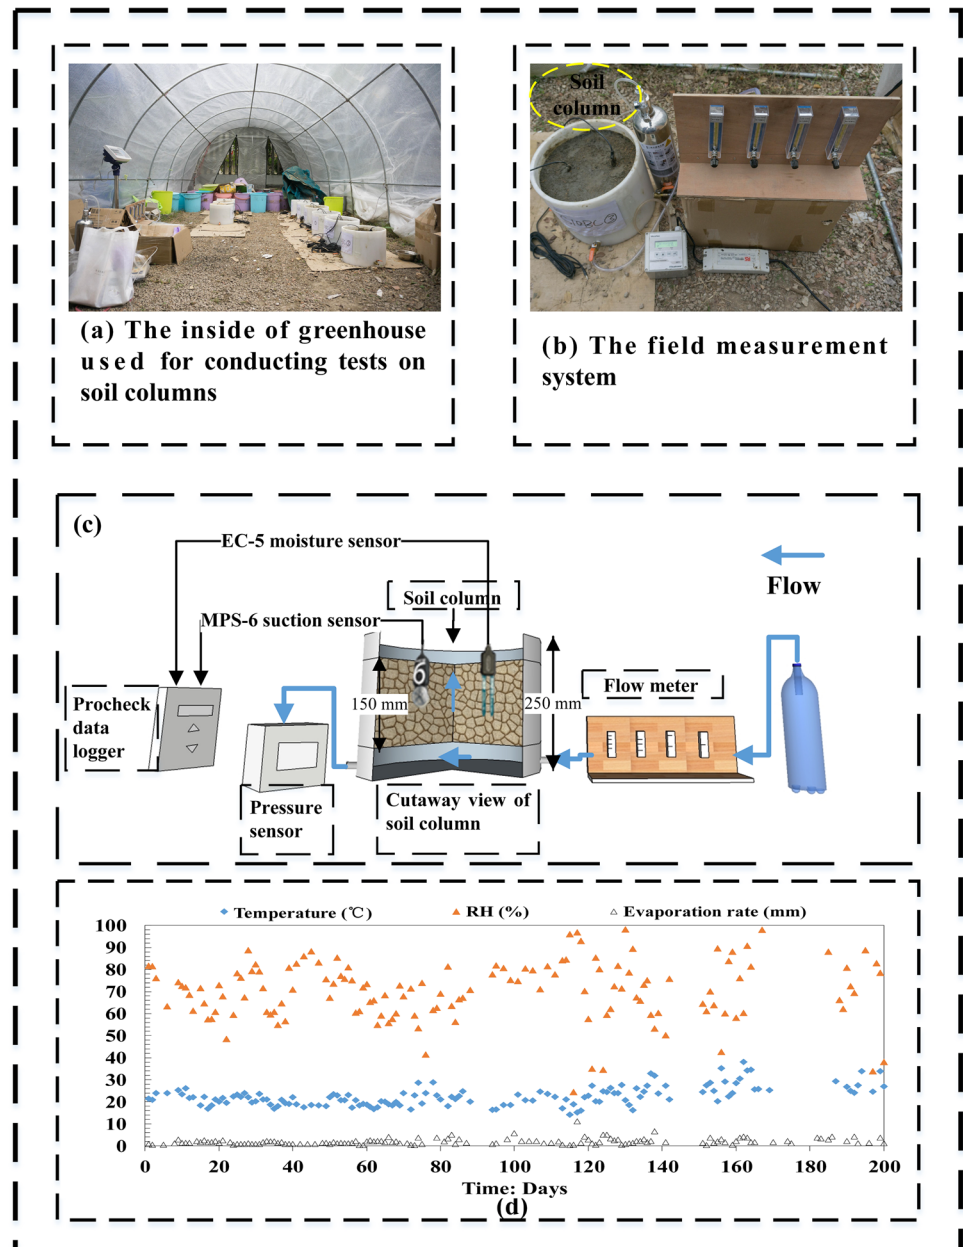 Soil
column
(a) The inside of greenhouse
used for conducting tests on
soil columns
(b) The field measurement
system
(c)
EC-5 moisture sensor
Flow
Soil column
MPS-6 suction sensor
6
150 mm
250 mm
Flow meter
Procheck
data
logger
Pressure
sensor
Cutaway view of
soil column
Temperature (℃) RH (%) Evaporation rate (mm)
100
90
80
70
60
50
40
30
20
10
0
0 20 40 60 80 100 120 140 160 180 200
Time: Days
(d)